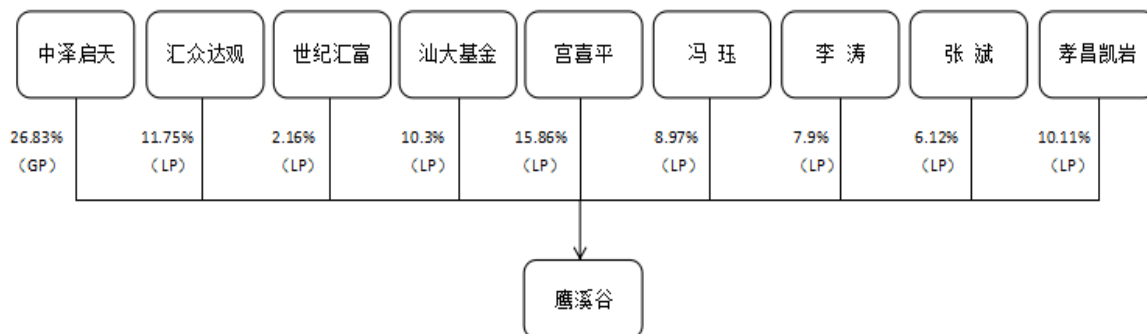 中泽启天 汇众达观 世纪汇富 汕大基金 宫喜平 冯 珏 李 涛 张 斌 孝昌凯岩
26.83% 11.75% 2.16% 10.3% 15.86% 8.97% 7.9% 6.12% 10.11%
（GP） （LP） （LP） （LP） （LP） （LP） （LP） （LP） （LP）
鹰溪谷